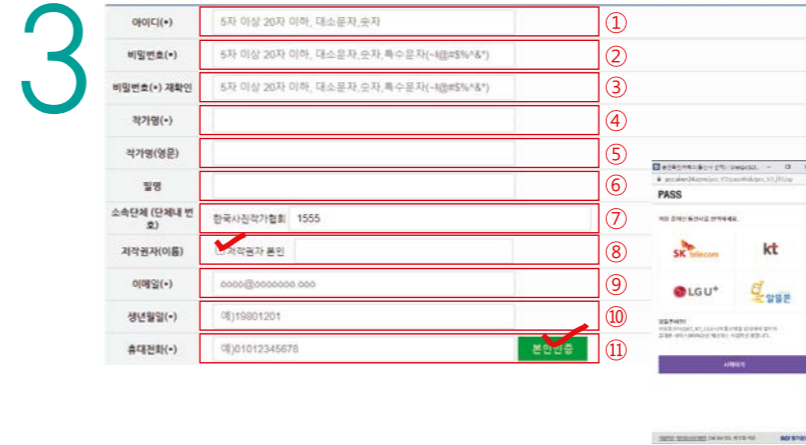 3
아이디(*) 5자 이상 20자 이하, 대소문자,숫자 ①
비밀번호(*) 5자 이상 20자 이하, 대소문자,숫자,특수문자(~!@#$%^&*) ②
비밀번호(*) 재확인 5자 이상 20자 이하, 대소문자,숫자,특수문자(~!@#$%^&*) ③
작가명(*) ④
작가명(영문) ⑤
필명 ⑥
소속단체 (단체내 번호) 한국사진작가협회 1555 ⑦
저작권자(이름) 저작권자 본인 ⑧
이메일(*) oooo@ooooooo.ooo ⑨
생년월일(*) 예)19801201 ⑩
휴대전화(*) 예)01012345678 본인인증 ⑪
PASS
SK telecom
kt
LG U+
알뜰폰
시작하기